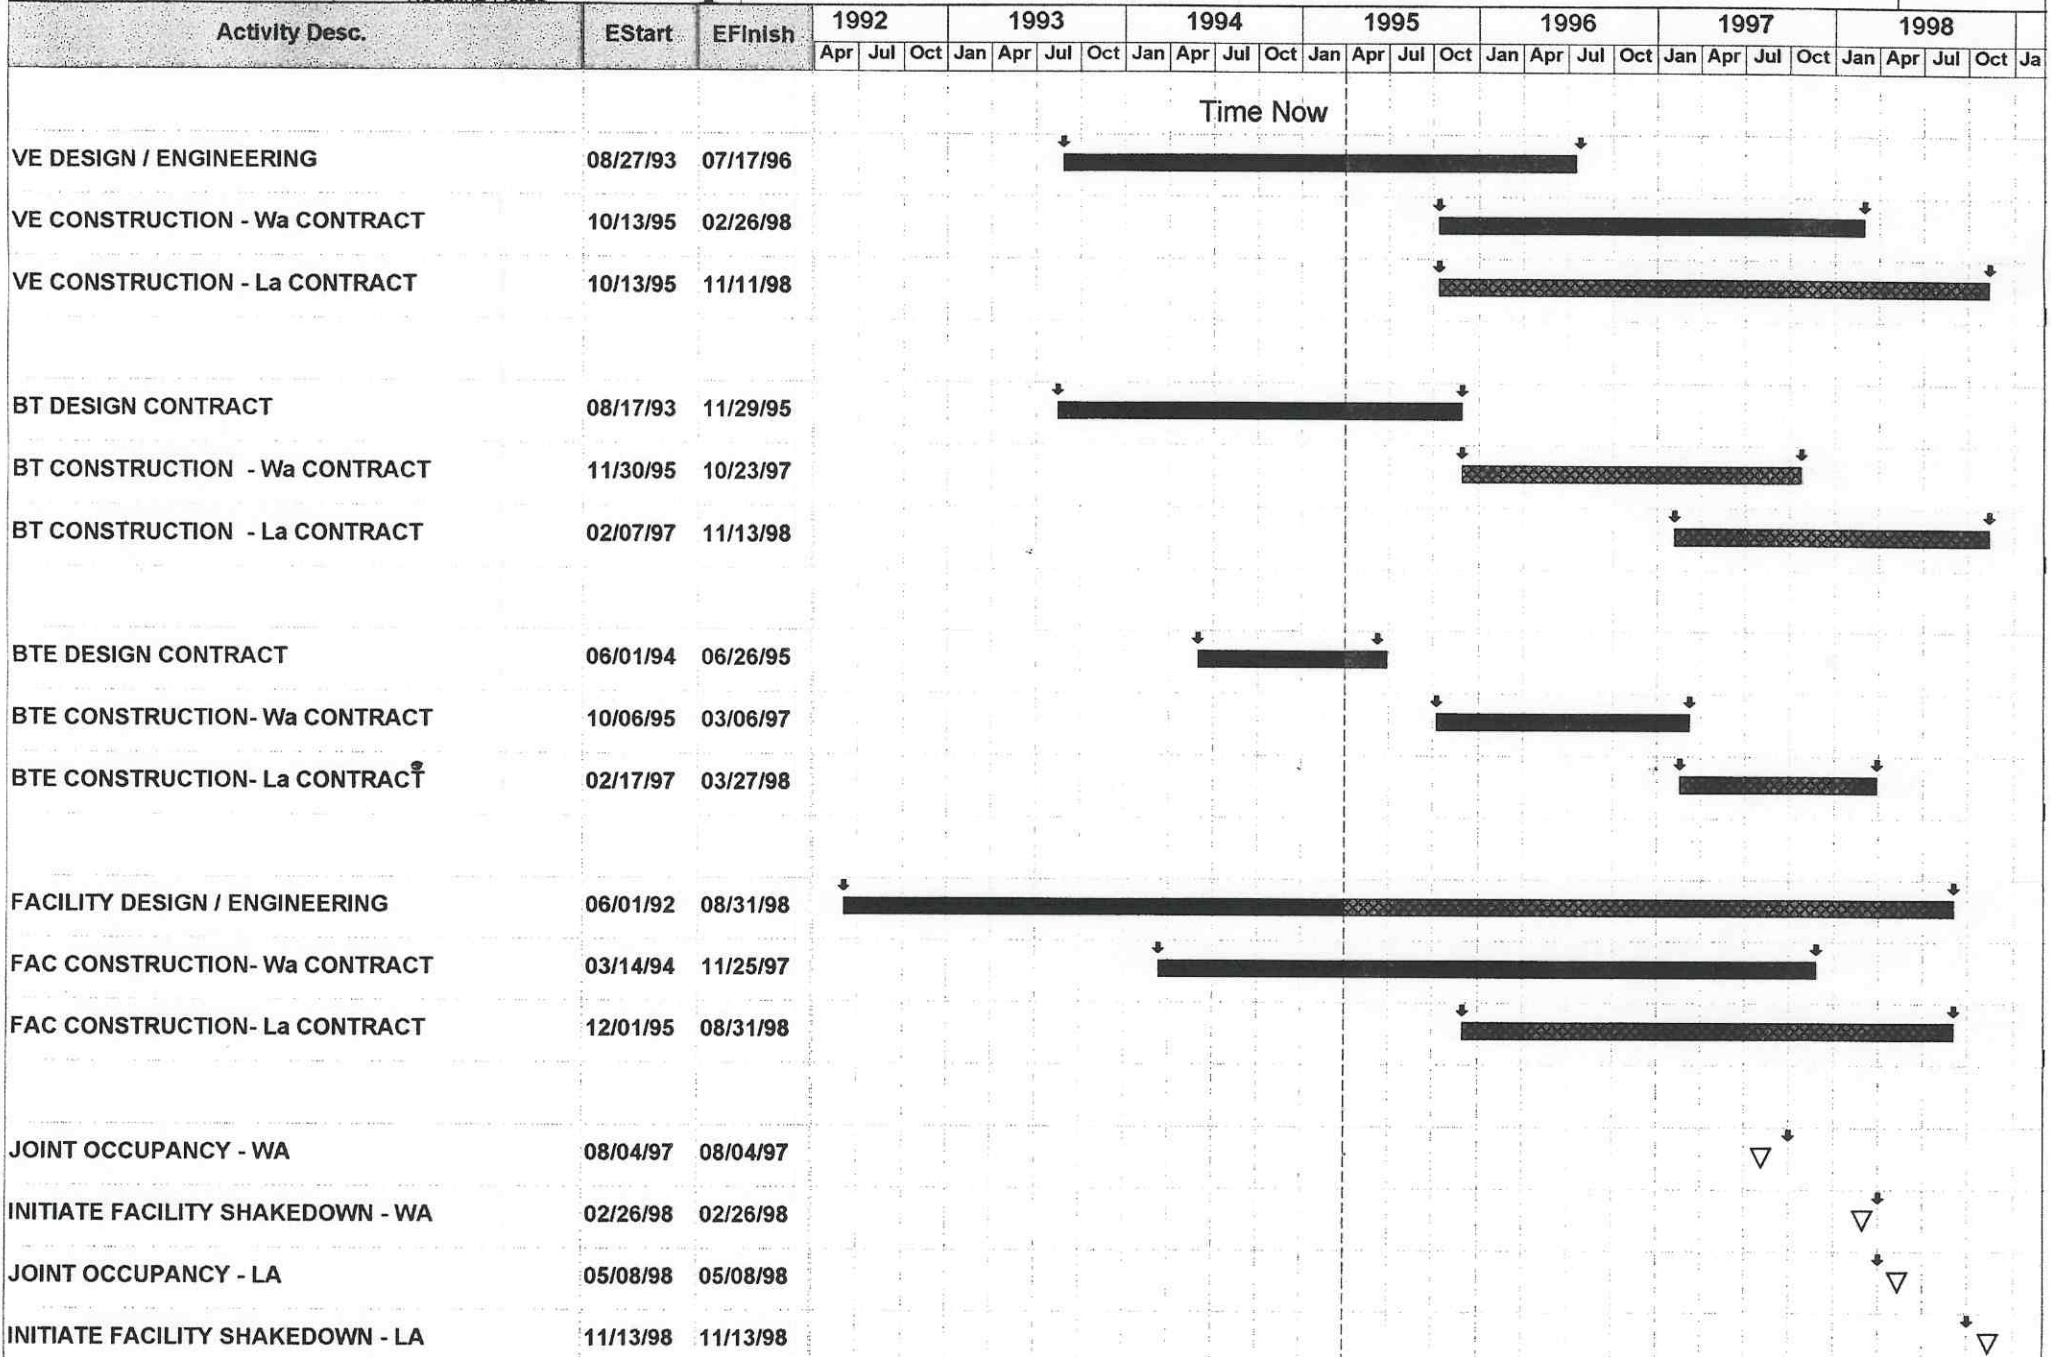 Activity Desc. EStart EFinish 1992 1993 1994 1995 1996 1997 1998
Apr Jul Oct Jan Apr Jul Oct Jan Apr Jul Oct Jan Apr Jul Oct Jan Apr Jul Oct Jan Apr Jul Oct Jan Apr Jul Oct Ja
Time Now
VE DESIGN / ENGINEERING 08/27/93 07/17/96
VE CONSTRUCTION - Wa CONTRACT 10/13/95 02/26/98
VE CONSTRUCTION - La CONTRACT 10/13/95 11/11/98
BT DESIGN CONTRACT 08/17/93 11/29/95
BT CONSTRUCTION - Wa CONTRACT 11/30/95 10/23/97
BT CONSTRUCTION - La CONTRACT 02/07/97 11/13/98
BTE DESIGN CONTRACT 06/01/94 06/26/95
BTE CONSTRUCTION- Wa CONTRACT 10/06/95 03/06/97
BTE CONSTRUCTION- La CONTRACT 02/17/97 03/27/98
FACILITY DESIGN / ENGINEERING 06/01/92 08/31/98
FAC CONSTRUCTION- Wa CONTRACT 03/14/94 11/25/97
FAC CONSTRUCTION- La CONTRACT 12/01/95 08/31/98
JOINT OCCUPANCY - WA 08/04/97 08/04/97
INITIATE FACILITY SHAKEDOWN - WA 02/26/98 02/26/98
JOINT OCCUPANCY - LA 05/08/98 05/08/98
INITIATE FACILITY SHAKEDOWN - LA 11/13/98 11/13/98